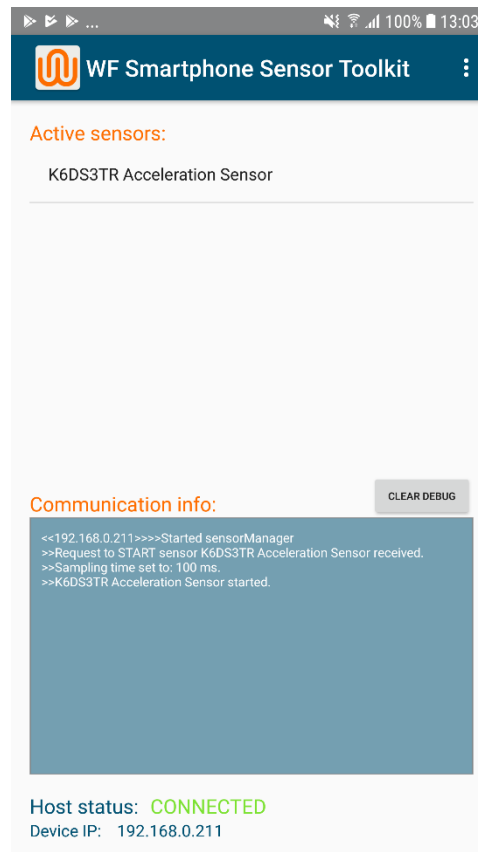 ... 100% 13:03
WF Smartphone Sensor Toolkit
Active sensors:
K6DS3TR Acceleration Sensor
CLEAR DEBUG
Communication info:
<<192.168.0.211>>>>Started sensorManager
>>Request to START sensor K6DS3TR Acceleration Sensor received.
>>Sampling time set to: 100 ms.
>>K6DS3TR Acceleration Sensor started.
Host status: CONNECTED
Device IP: 192.168.0.211